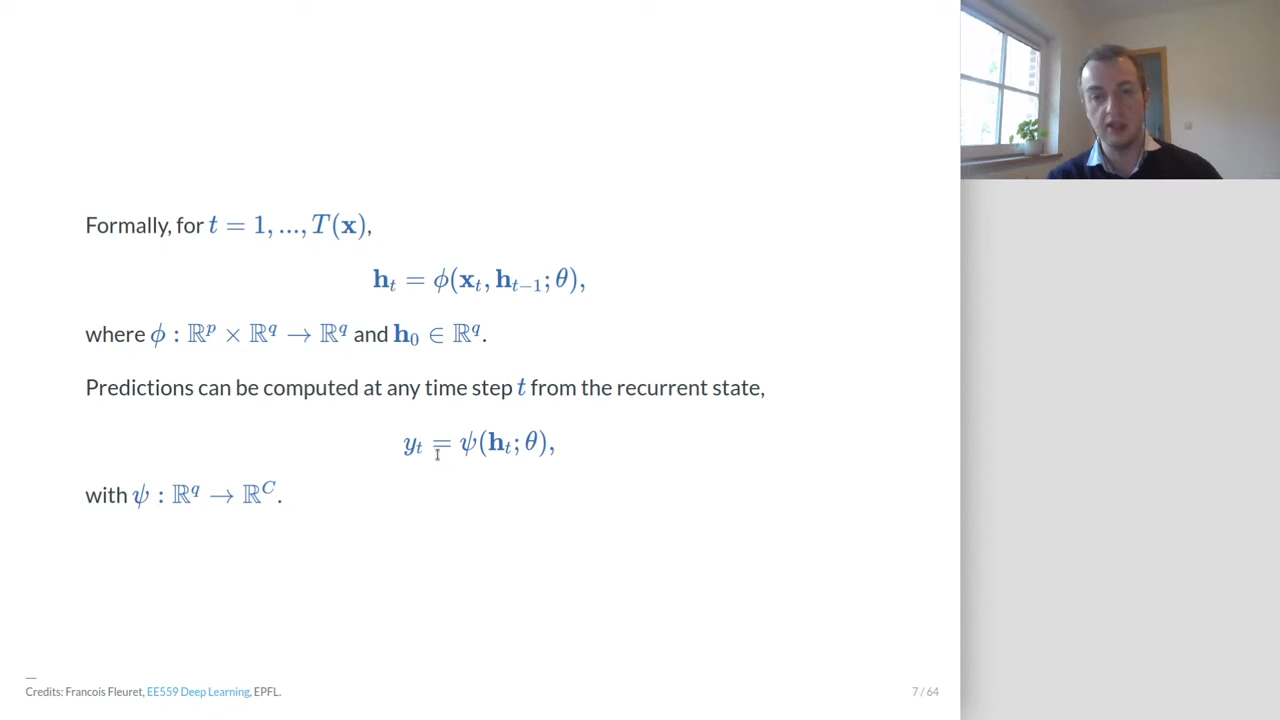 Formally, for t = 1, ..., T(x),
h_t = ϕ(x_t, h_{t−1}; θ),
where ϕ : ℝ^p × ℝ^q → ℝ^q and h_0 ∈ ℝ^q.
Predictions can be computed at any time step t from the recurrent state,
y_t = ψ(h_t; θ),
with ψ : ℝ^q → ℝ^C.
Credits: Francois Fleuret, EE559 Deep Learning, EPFL.
7 / 64